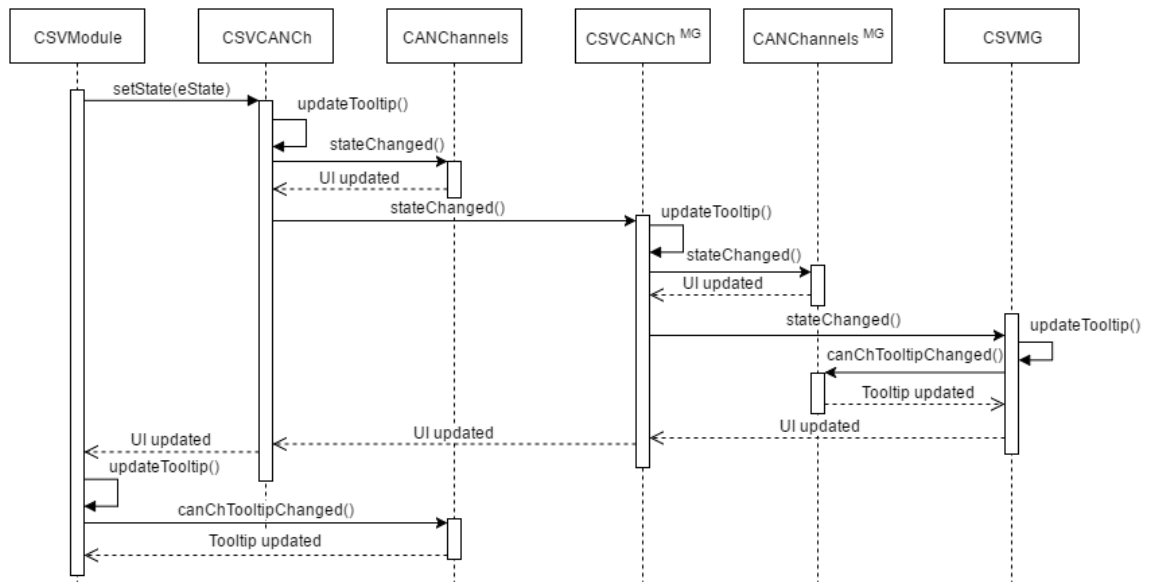 CSVModule
CSVCANCh
CANChannels
CSVCANCh MG
CANChannels MG
CSVMG
setState(eState)
updateTooltip()
stateChanged()
UI updated
stateChanged()
updateTooltip()
stateChanged()
UI updated
stateChanged()
updateTooltip()
canChTooltipChanged()
Tooltip updated
UI updated
UI updated
UI updated
updateTooltip()
canChTooltipChanged()
Tooltip updated